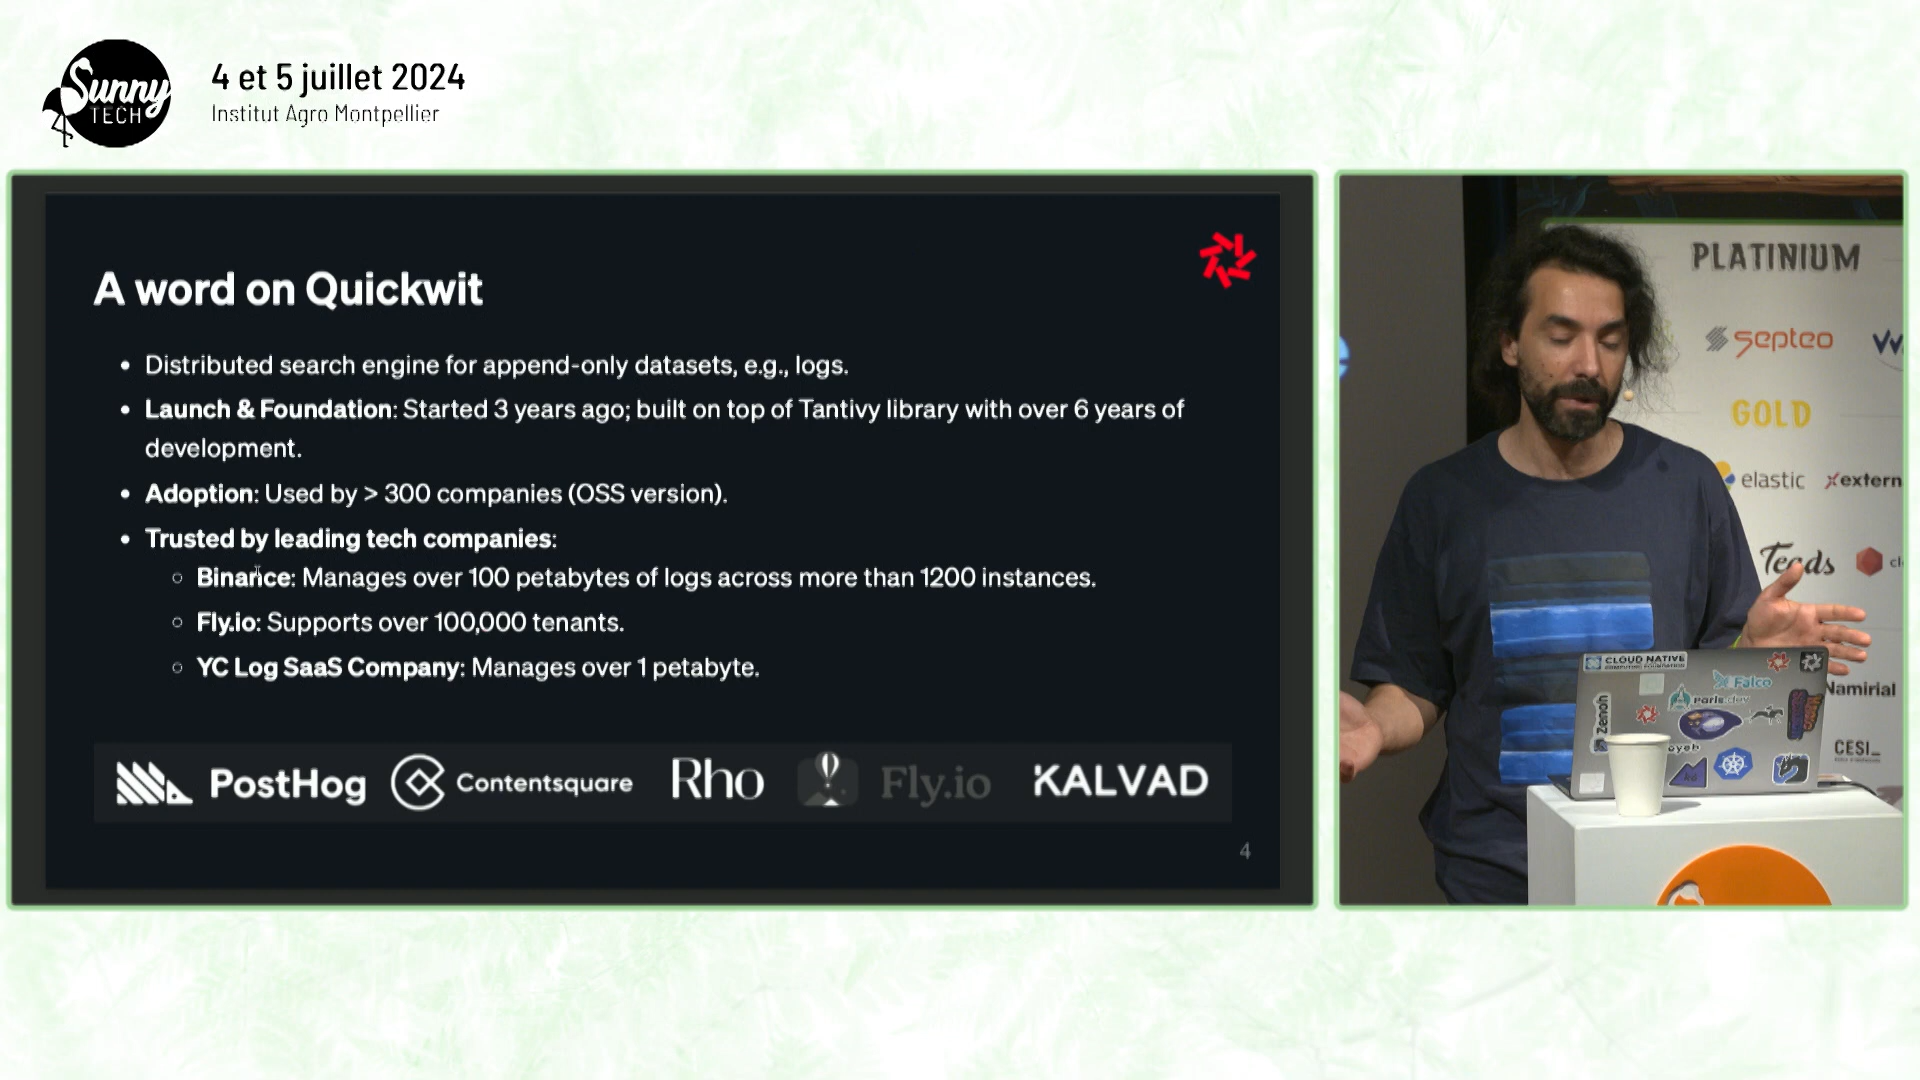 Sunny
TECH
4 et 5 juillet 2024
Institut Agro Montpellier
A word on Quickwit
Distributed search engine for append-only datasets, e.g., logs.
Launch & Foundation: Started 3 years ago; built on top of Tantivy library with over 6 years of
development.
Adoption: Used by > 300 companies (OSS version).
Trusted by leading tech companies:
Binance: Manages over 100 petabytes of logs across more than 1200 instances.
Fly.io: Supports over 100,000 tenants.
YC Log SaaS Company: Manages over 1 petabyte.
PostHog
Contentsquare
Rho
Fly.io
KALVAD
4
PLATINIUM
septeo
GOLD
elastic
extern
Teads
Namirial
CESI_
CLOUD NATIVE
COMPUTING FOUNDATION
Falco
Paris
Zenoh